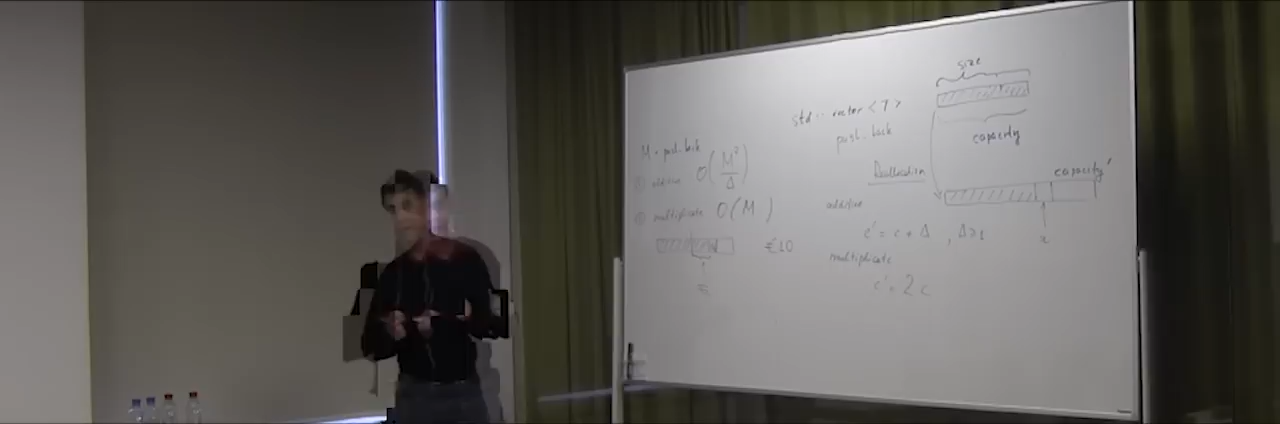 M × push_back
① additive O(M²/Δ)
② multiplicate O(M)
€10
std::vector<T>
push_back
Reallocation
additive
c' = c + Δ , Δ≥1
multiplicate
c' = 2c
size
capacity
capacity'
x